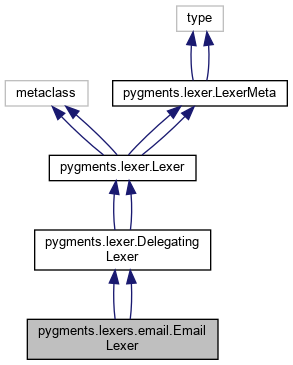 type
metaclass
pygments.lexer.LexerMeta
pygments.lexer.Lexer
pygments.lexer.Delegating
Lexer
pygments.lexers.email.Email
Lexer